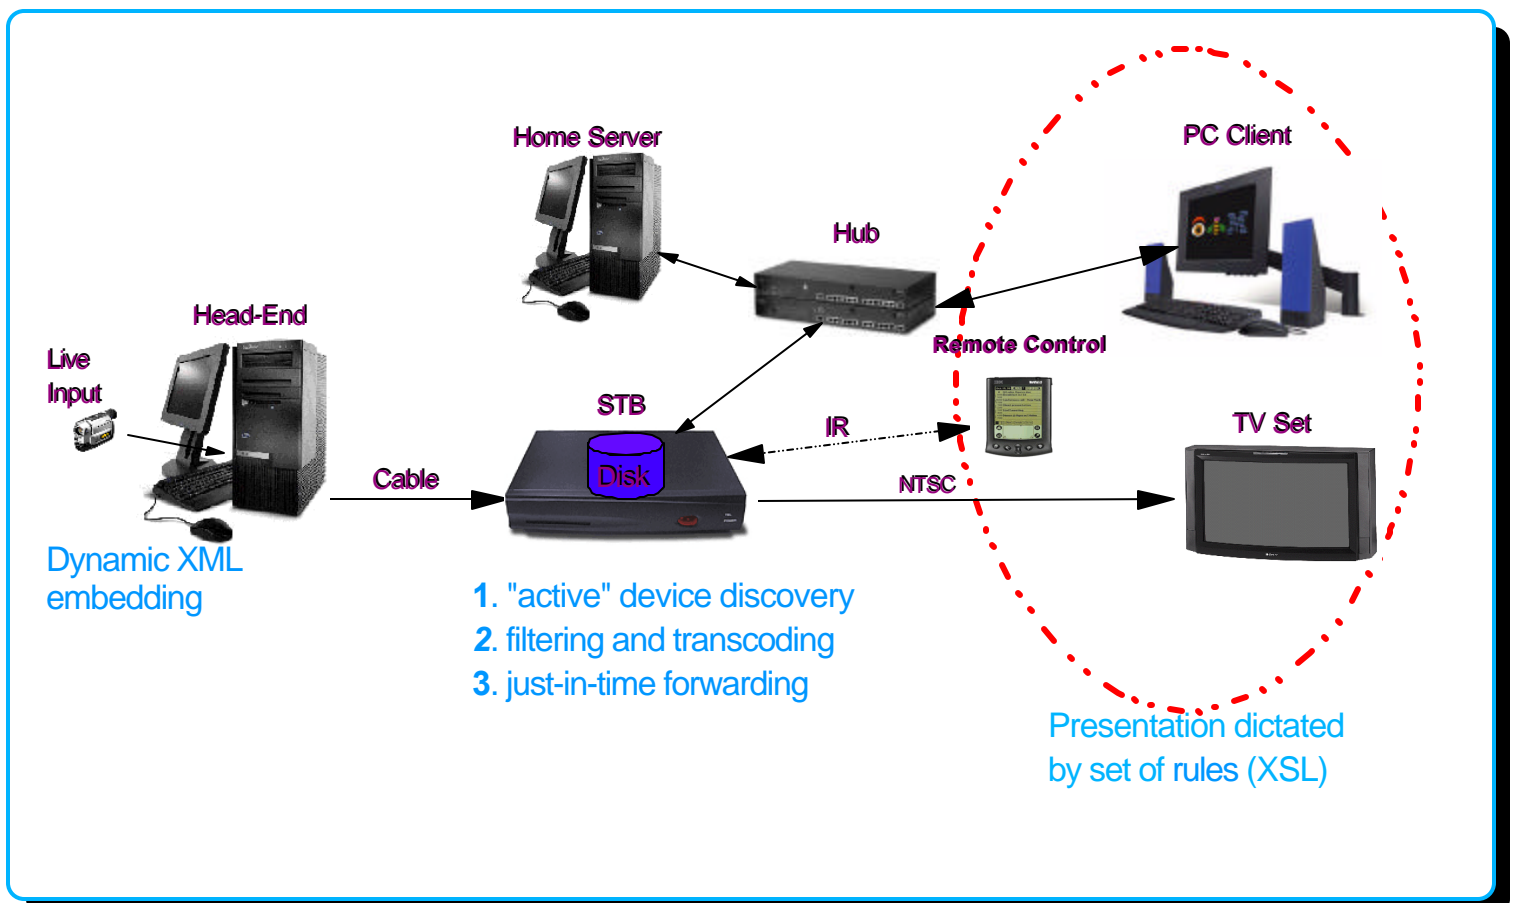 Home Server
PC Client
Hub
Head-End
Live
Input
Remote Control
STB
IR
TV Set
Disk
Cable
NTSC
Dynamic XML
embedding
1. "active" device discovery
2. filtering and transcoding
3. just-in-time forwarding
Presentation dictated
by set of rules (XSL)